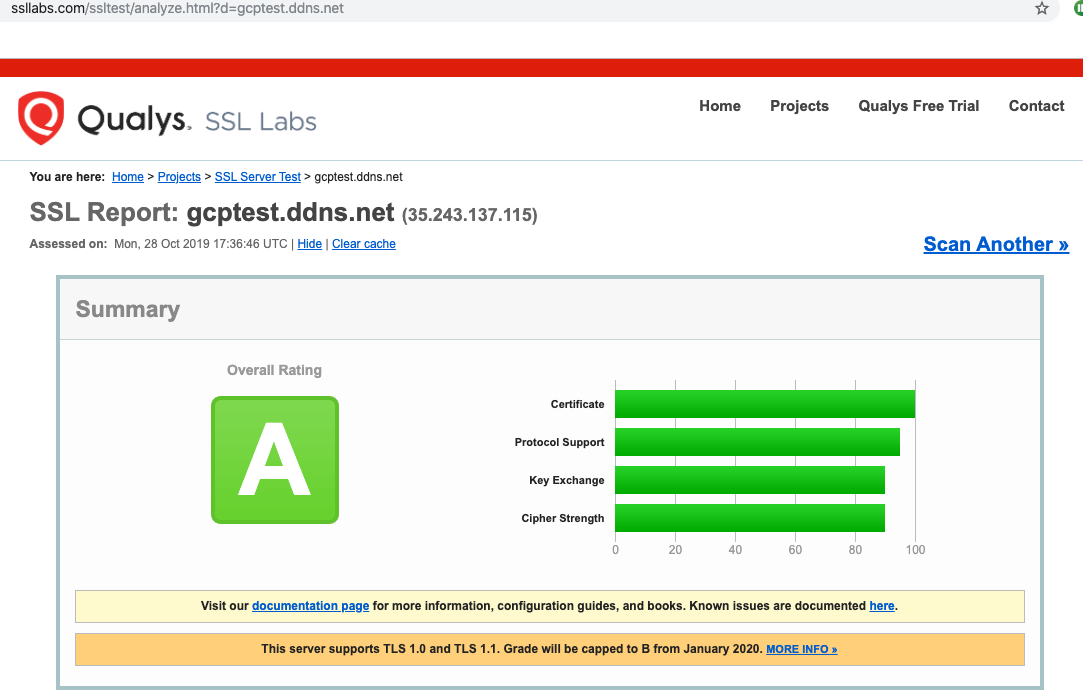 ssllabs.com/ssltest/analyze.html?d=gcptest.ddns.net
Qualys. SSL Labs
Home Projects Qualys Free Trial Contact
You are here: Home > Projects > SSL Server Test > gcptest.ddns.net
SSL Report: gcptest.ddns.net (35.243.137.115)
Assessed on: Mon, 28 Oct 2019 17:36:46 UTC | Hide | Clear cache
Scan Another »
Summary
Overall Rating
A
Certificate
Protocol Support
Key Exchange
Cipher Strength
0 20 40 60 80 100
Visit our documentation page for more information, configuration guides, and books. Known issues are documented here.
This server supports TLS 1.0 and TLS 1.1. Grade will be capped to B from January 2020. MORE INFO »